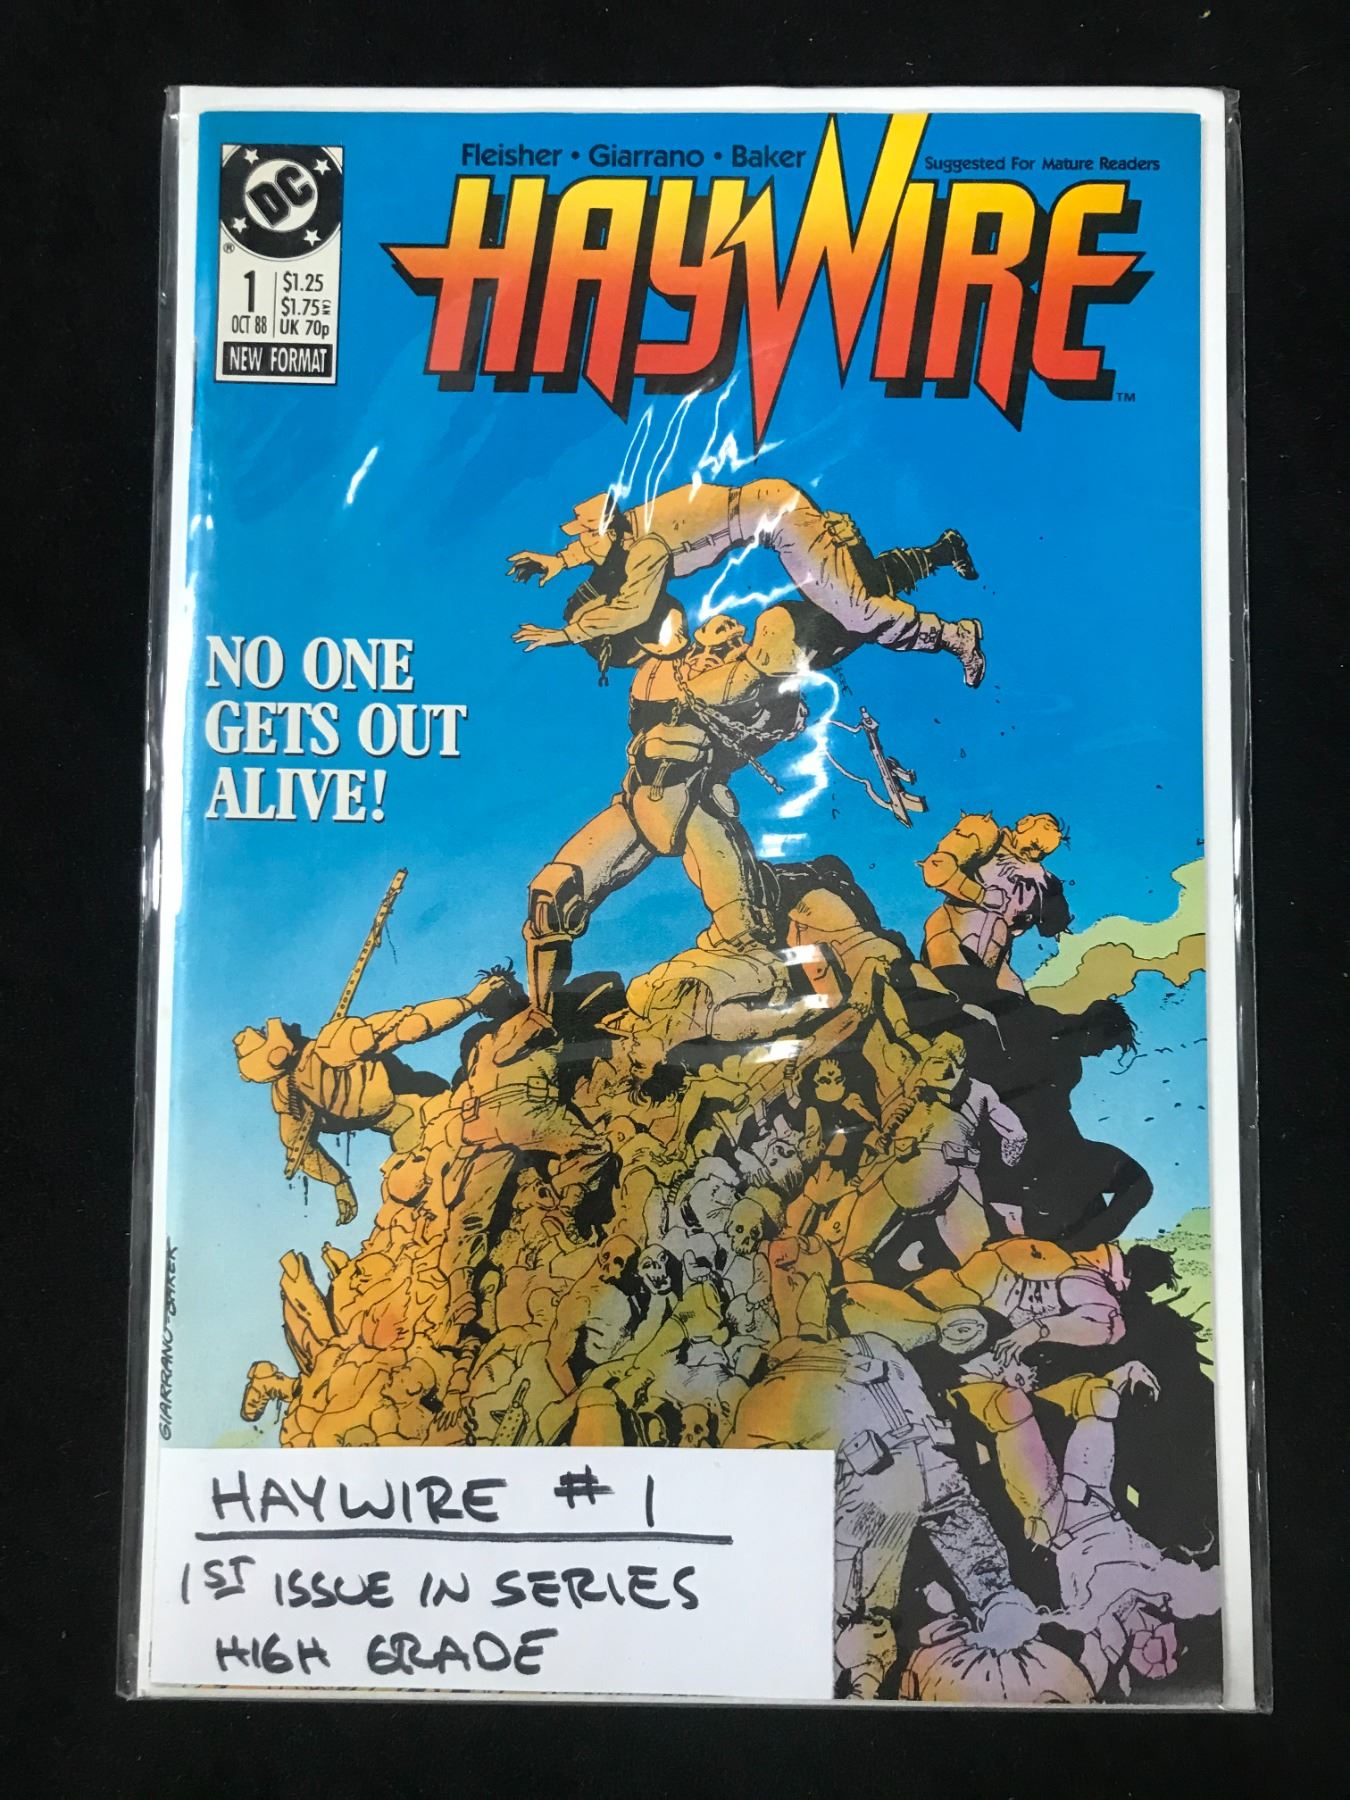 Fleisher • Giarrano • Baker
Suggested For Mature Readers
HAYWIRE
TM
DC
®
1
OCT 88
$1.25
$1.75 CAN
UK 70p
NEW FORMAT
NO ONE
GETS OUT
ALIVE!
GIARRANO-BAKER
HAYWIRE #1
1ST ISSUE IN SERIES
HIGH GRADE